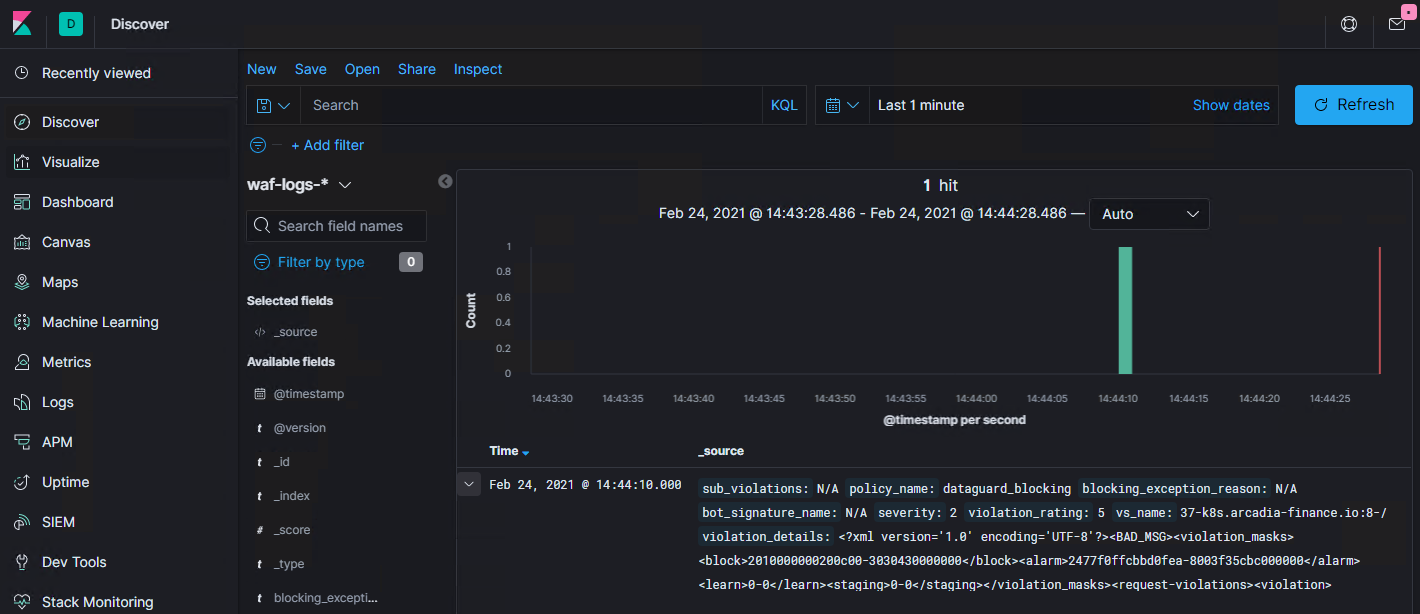 D Discover
Recently viewed
Discover
Visualize
Dashboard
Canvas
Maps
Machine Learning
Metrics
Logs
APM
Uptime
SIEM
Dev Tools
Stack Monitoring
New Save Open Share Inspect
Search KQL Last 1 minute Show dates Refresh
+ Add filter
waf-logs-*
Search field names
Filter by type 0
Selected fields
</> _source
Available fields
@timestamp
t @version
t _id
t _index
# _score
t _type
t blocking_excepti...
1 hit
Feb 24, 2021 @ 14:43:28.486 - Feb 24, 2021 @ 14:44:28.486 — Auto
Count
1
0.8
0.6
0.4
0.2
0
14:43:30 14:43:35 14:43:40 14:43:45 14:43:50 14:43:55 14:44:00 14:44:05 14:44:10 14:44:15 14:44:20 14:44:25
@timestamp per second
Time _source
Feb 24, 2021 @ 14:44:10.000
sub_violations: N/A policy_name: dataguard_blocking blocking_exception_reason: N/A
bot_signature_name: N/A severity: 2 violation_rating: 5 vs_name: 37-k8s.arcadia-finance.io:8-/
violation_details: <?xml version='1.0' encoding='UTF-8'?><BAD_MSG><violation_masks>
<block>2010000000200c00-3030430000000</block><alarm>2477f0ffcbbd0fea-8003f35cbc000000</alarm>
<learn>0-0</learn><staging>0-0</staging></violation_masks><request-violations><violation>